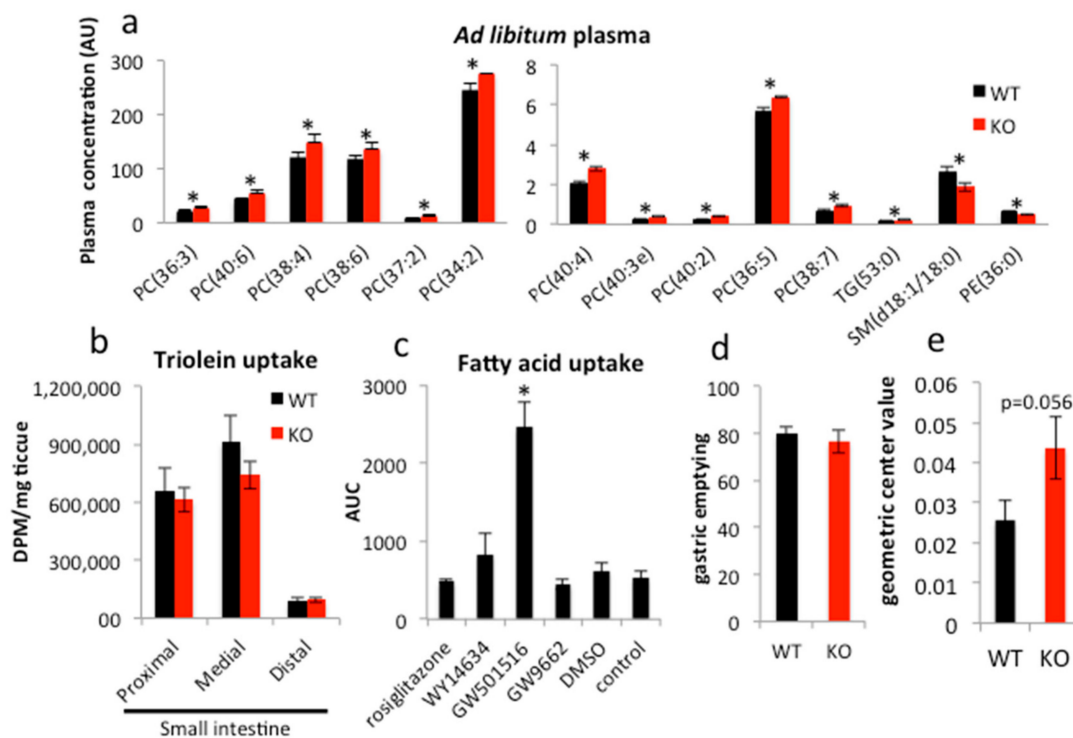 a
Ad libitum plasma
Plasma concentration (AU)
300
200
100
0
* * * * * *
PC(36:3)
PC(40:6)
PC(38:4)
PC(38:6)
PC(37:2)
PC(34:2)
8
6
4
2
0
* * * * * * * *
WT
KO
PC(40:4)
PC(40:3e)
PC(40:2)
PC(36:5)
PC(38:7)
TG(53:0)
SM(d18:1/18:0)
PE(36:0)
b
Triolein uptake
DPM/mg ticcue
1,200,000
900,000
600,000
300,000
00
WT
KO
Proximal
Medial
Distal
Small intestine
c
Fatty acid uptake
AUC
3000
2000
1000
0
*
rosiglitazone
WY14634
GW501516
GW9662
DMSO
control
d
gastric emptying
100
80
60
40
20
0
WT
KO
e
geometric center value
0.06
0.05
0.04
0.03
0.02
0.01
0
p=0.056
WT
KO